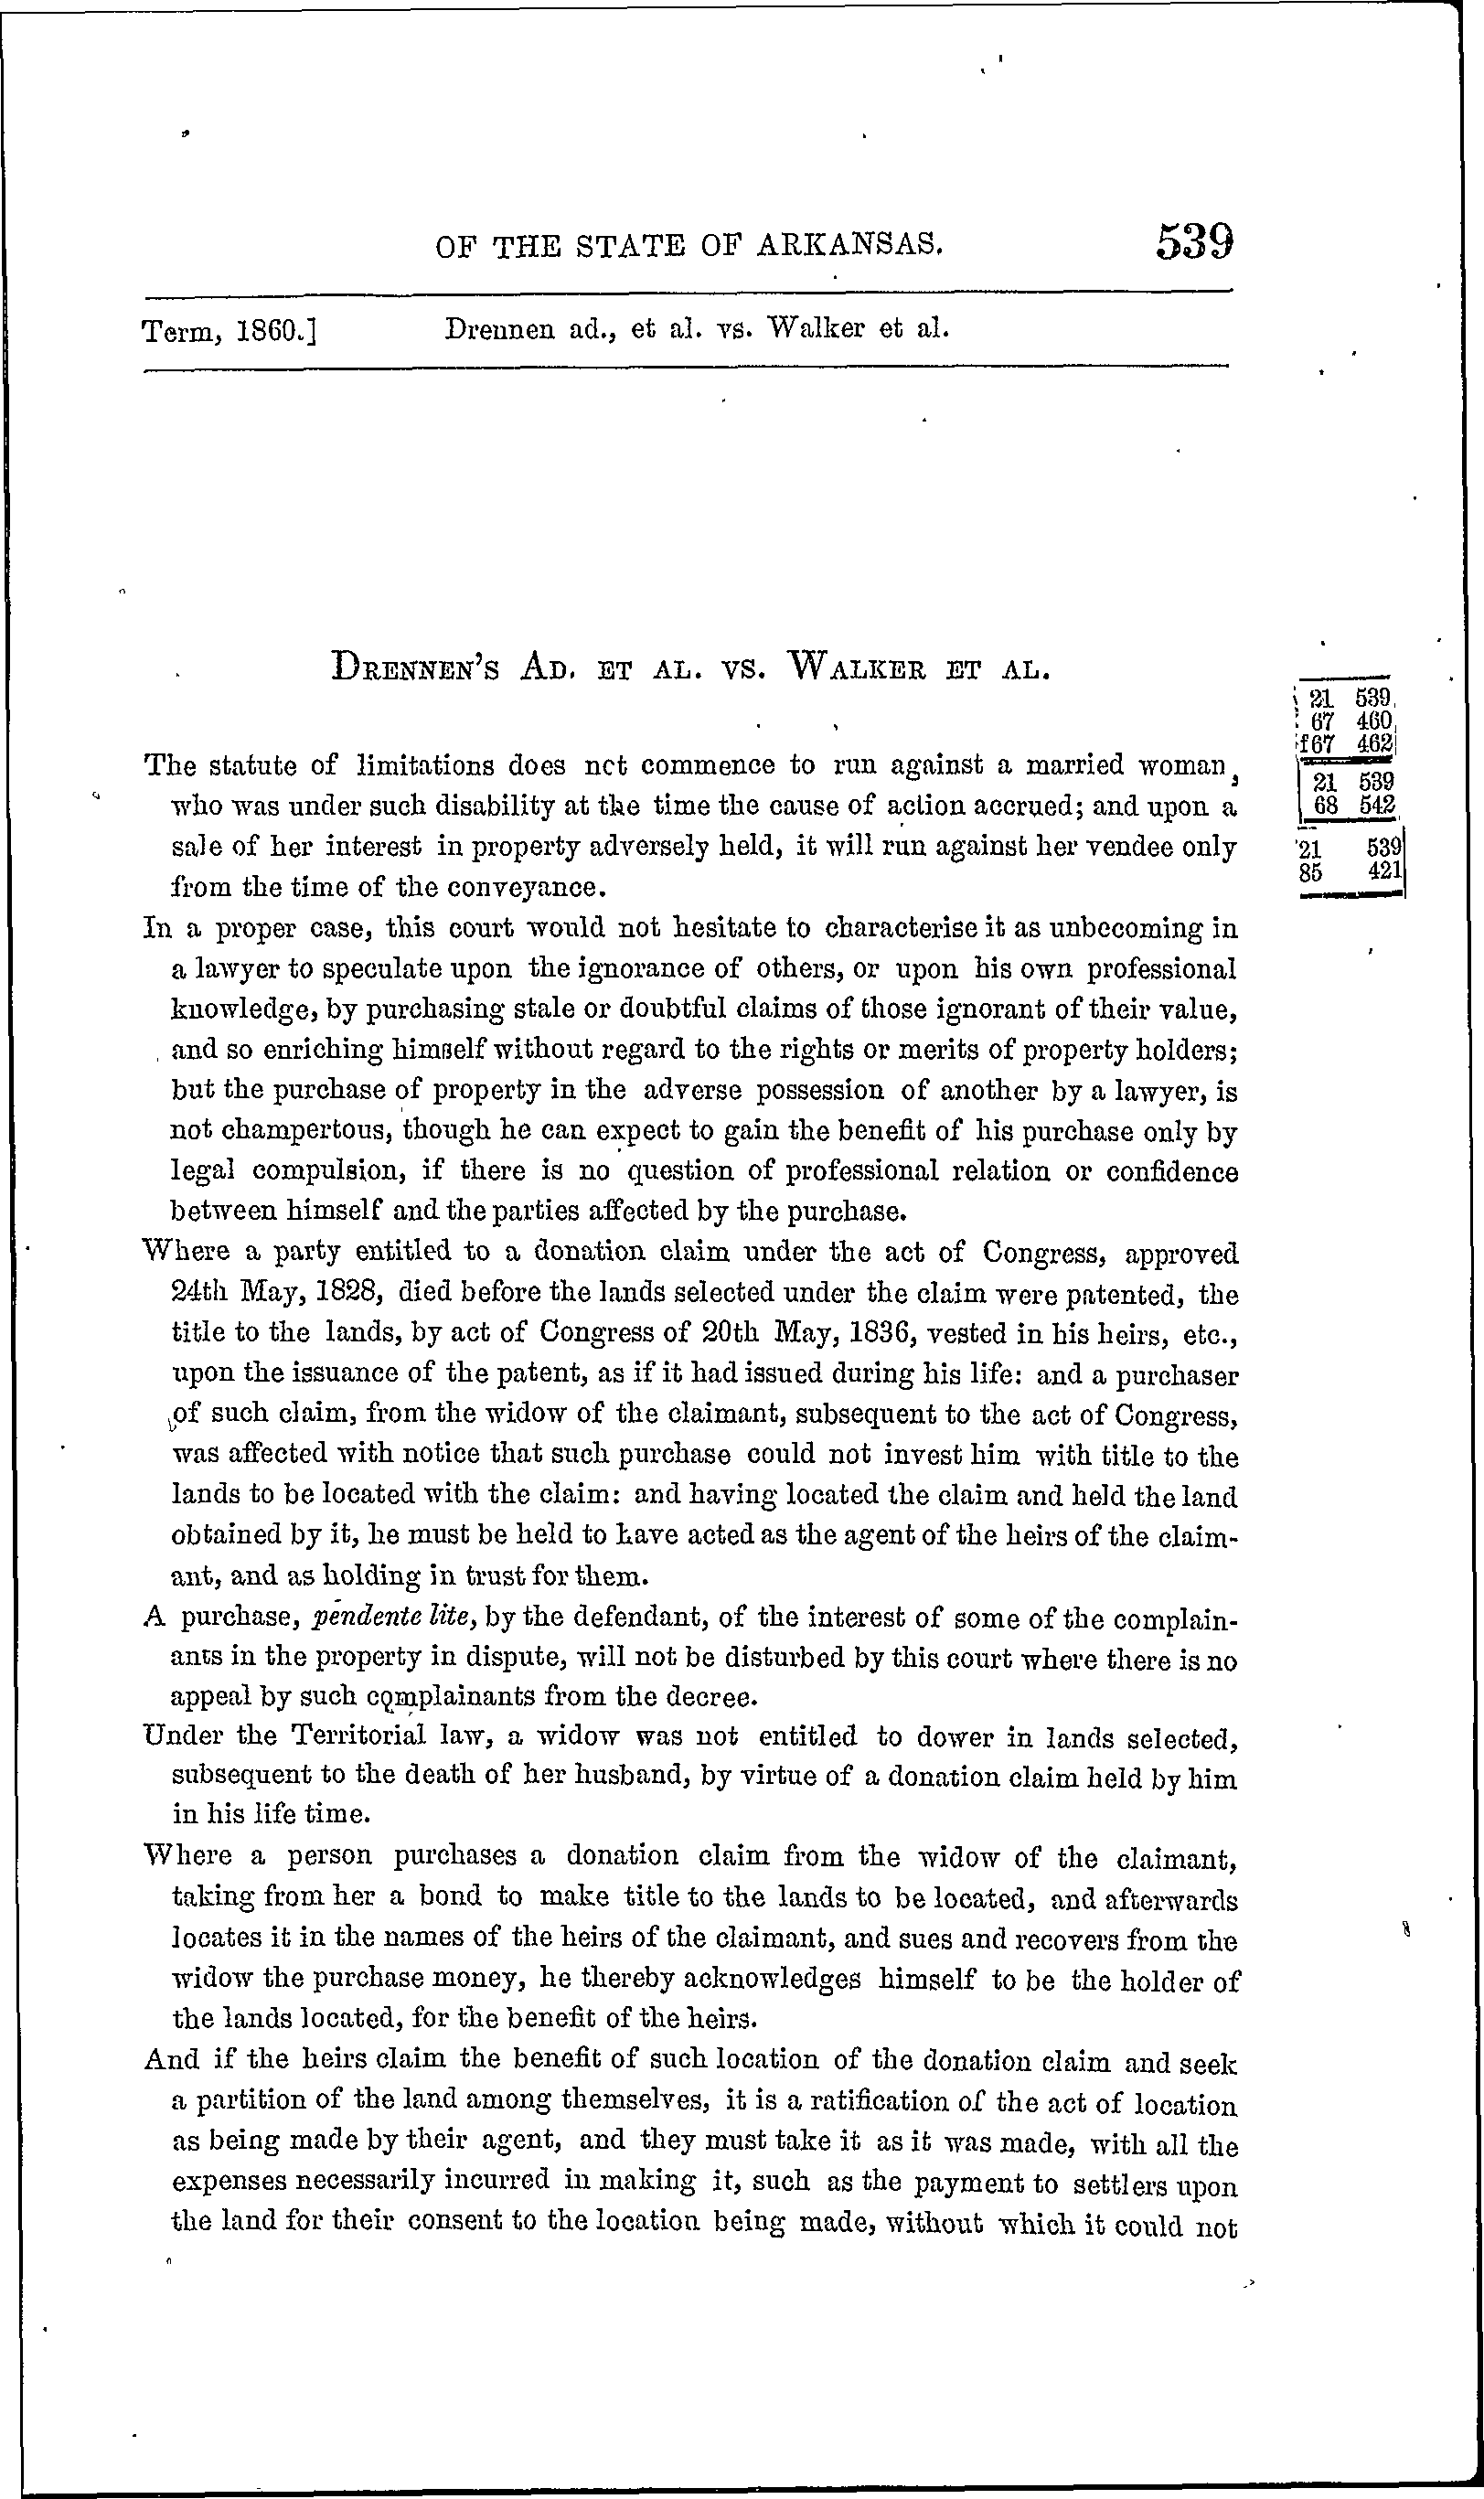 OF THE STATE OF ARKANSAS. 539
Term, 1860.] Drennen ad., et al. vs. Walker et al.
DRENNEN'S AD. ET AL. VS. WALKER ET AL.
21 539
67 460
f67 462
21 539
68 542
21 539
85 421
The statute of limitations does not commence to run against a married woman,
who was under such disability at the time the cause of action accrued; and upon a
sale of her interest in property adversely held, it will run against her vendee only
from the time of the conveyance.
In a proper case, this court would not hesitate to characterise it as unbecoming in
a lawyer to speculate upon the ignorance of others, or upon his own professional
knowledge, by purchasing stale or doubtful claims of those ignorant of their value,
and so enriching himself without regard to the rights or merits of property holders;
but the purchase of property in the adverse possession of another by a lawyer, is
not champertous, though he can expect to gain the benefit of his purchase only by
legal compulsion, if there is no question of professional relation or confidence
between himself and the parties affected by the purchase.
Where a party entitled to a donation claim under the act of Congress, approved
24th May, 1828, died before the lands selected under the claim were patented, the
title to the lands, by act of Congress of 20th May, 1836, vested in his heirs, etc.,
upon the issuance of the patent, as if it had issued during his life: and a purchaser
of such claim, from the widow of the claimant, subsequent to the act of Congress,
was affected with notice that such purchase could not invest him with title to the
lands to be located with the claim: and having located the claim and held the land
obtained by it, he must be held to have acted as the agent of the heirs of the claim-
ant, and as holding in trust for them.
A purchase, pendente lite, by the defendant, of the interest of some of the complain-
ants in the property in dispute, will not be disturbed by this court where there is no
appeal by such complainants from the decree.
Under the Territorial law, a widow was not entitled to dower in lands selected,
subsequent to the death of her husband, by virtue of a donation claim held by him
in his life time.
Where a person purchases a donation claim from the widow of the claimant,
taking from her a bond to make title to the lands to be located, and afterwards
locates it in the names of the heirs of the claimant, and sues and recovers from the
widow the purchase money, he thereby acknowledges himself to be the holder of
the lands located, for the benefit of the heirs.
And if the heirs claim the benefit of such location of the donation claim and seek
a partition of the land among themselves, it is a ratification of the act of location
as being made by their agent, and they must take it as it was made, with all the
expenses necessarily incurred in making it, such as the payment to settlers upon
the land for their consent to the location being made, without which it could not